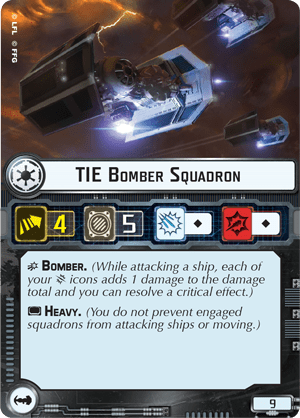 © LFL © FFG
TIE BOMBER SQUADRON
4
5
BOMBER. (While attacking a ship, each of
your icons adds 1 damage to the damage
total and you can resolve a critical effect.)
HEAVY. (You do not prevent engaged
squadrons from attacking ships or moving.)
9